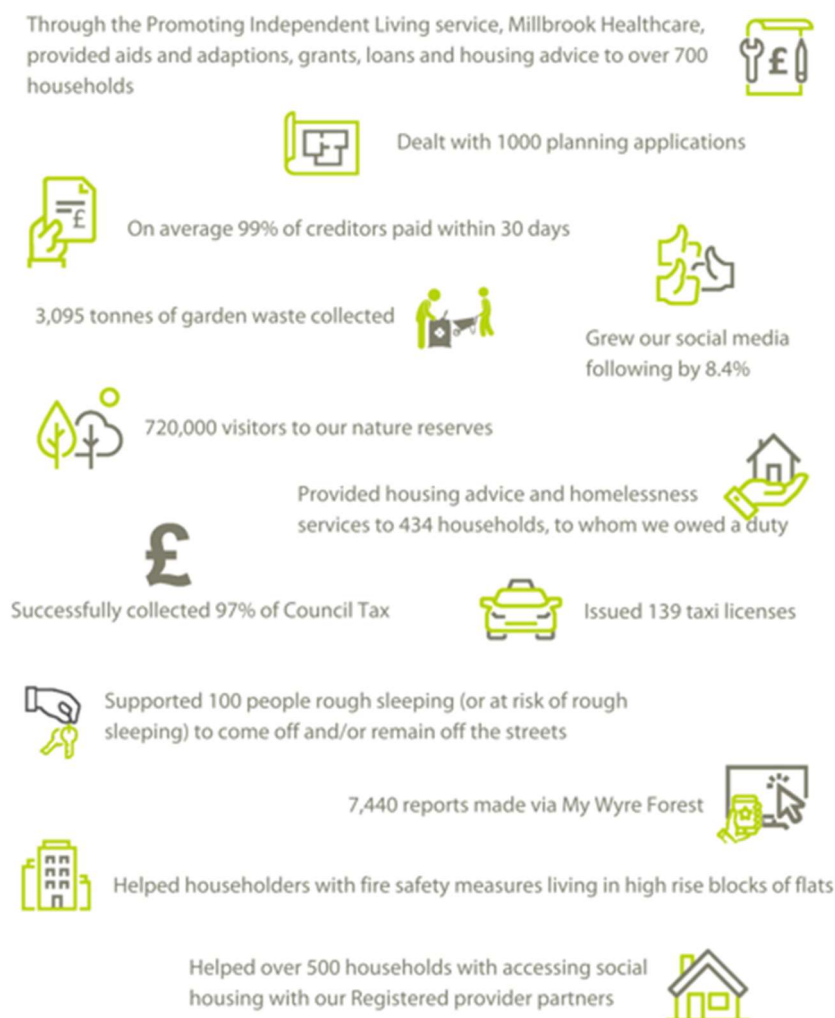 Through the Promoting Independent Living service, Millbrook Healthcare,
provided aids and adaptions, grants, loans and housing advice to over 700
households
£
Dealt with 1000 planning applications
£
On average 99% of creditors paid within 30 days
3,095 tonnes of garden waste collected
Grew our social media
following by 8.4%
720,000 visitors to our nature reserves
Provided housing advice and homelessness
services to 434 households, to whom we owed a duty
£
Successfully collected 97% of Council Tax
Issued 139 taxi licenses
Supported 100 people rough sleeping (or at risk of rough
sleeping) to come off and/or remain off the streets
7,440 reports made via My Wyre Forest
Helped householders with fire safety measures living in high rise blocks of flats
Helped over 500 households with accessing social
housing with our Registered provider partners